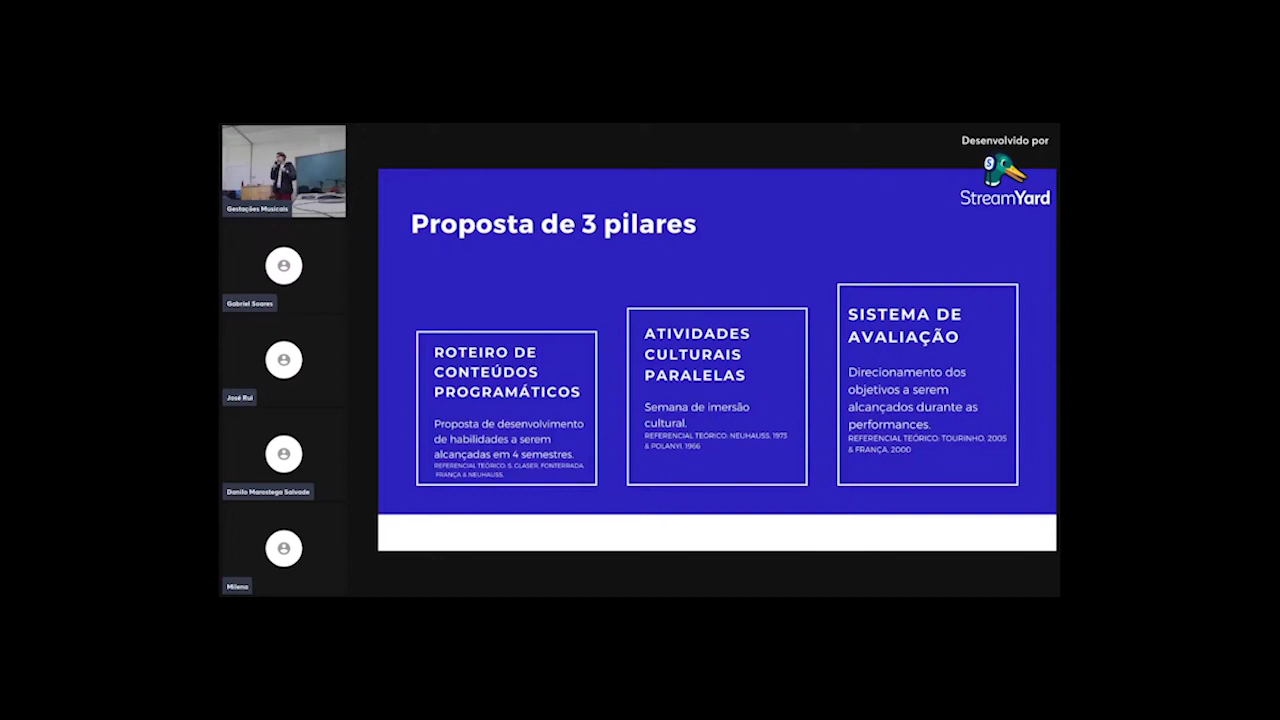 Desenvolvido por
StreamYard
Gestações Musicais
Gabriel Soares
José Rui
Danilo Marostega Salvade
Milena
Proposta de 3 pilares
ROTEIRO DE
CONTEÚDOS
PROGRAMÁTICOS
Proposta de desenvolvimento
de habilidades a serem
alcançadas em 4 semestres.
REFERENCIAL TEÓRICO: S. GLASER, FONTERRADA,
FRANÇA & NEUHAUSS,
ATIVIDADES
CULTURAIS
PARALELAS
Semana de imersão
cultural.
REFERENCIAL TEÓRICO: NEUHAUSS, 1973
& POLANYI, 1966
SISTEMA DE
AVALIAÇÃO
Direcionamento dos
objetivos a serem
alcançados durante as
performances.
REFERENCIAL TEÓRICO: TOURINHO, 2005
& FRANÇA, 2000